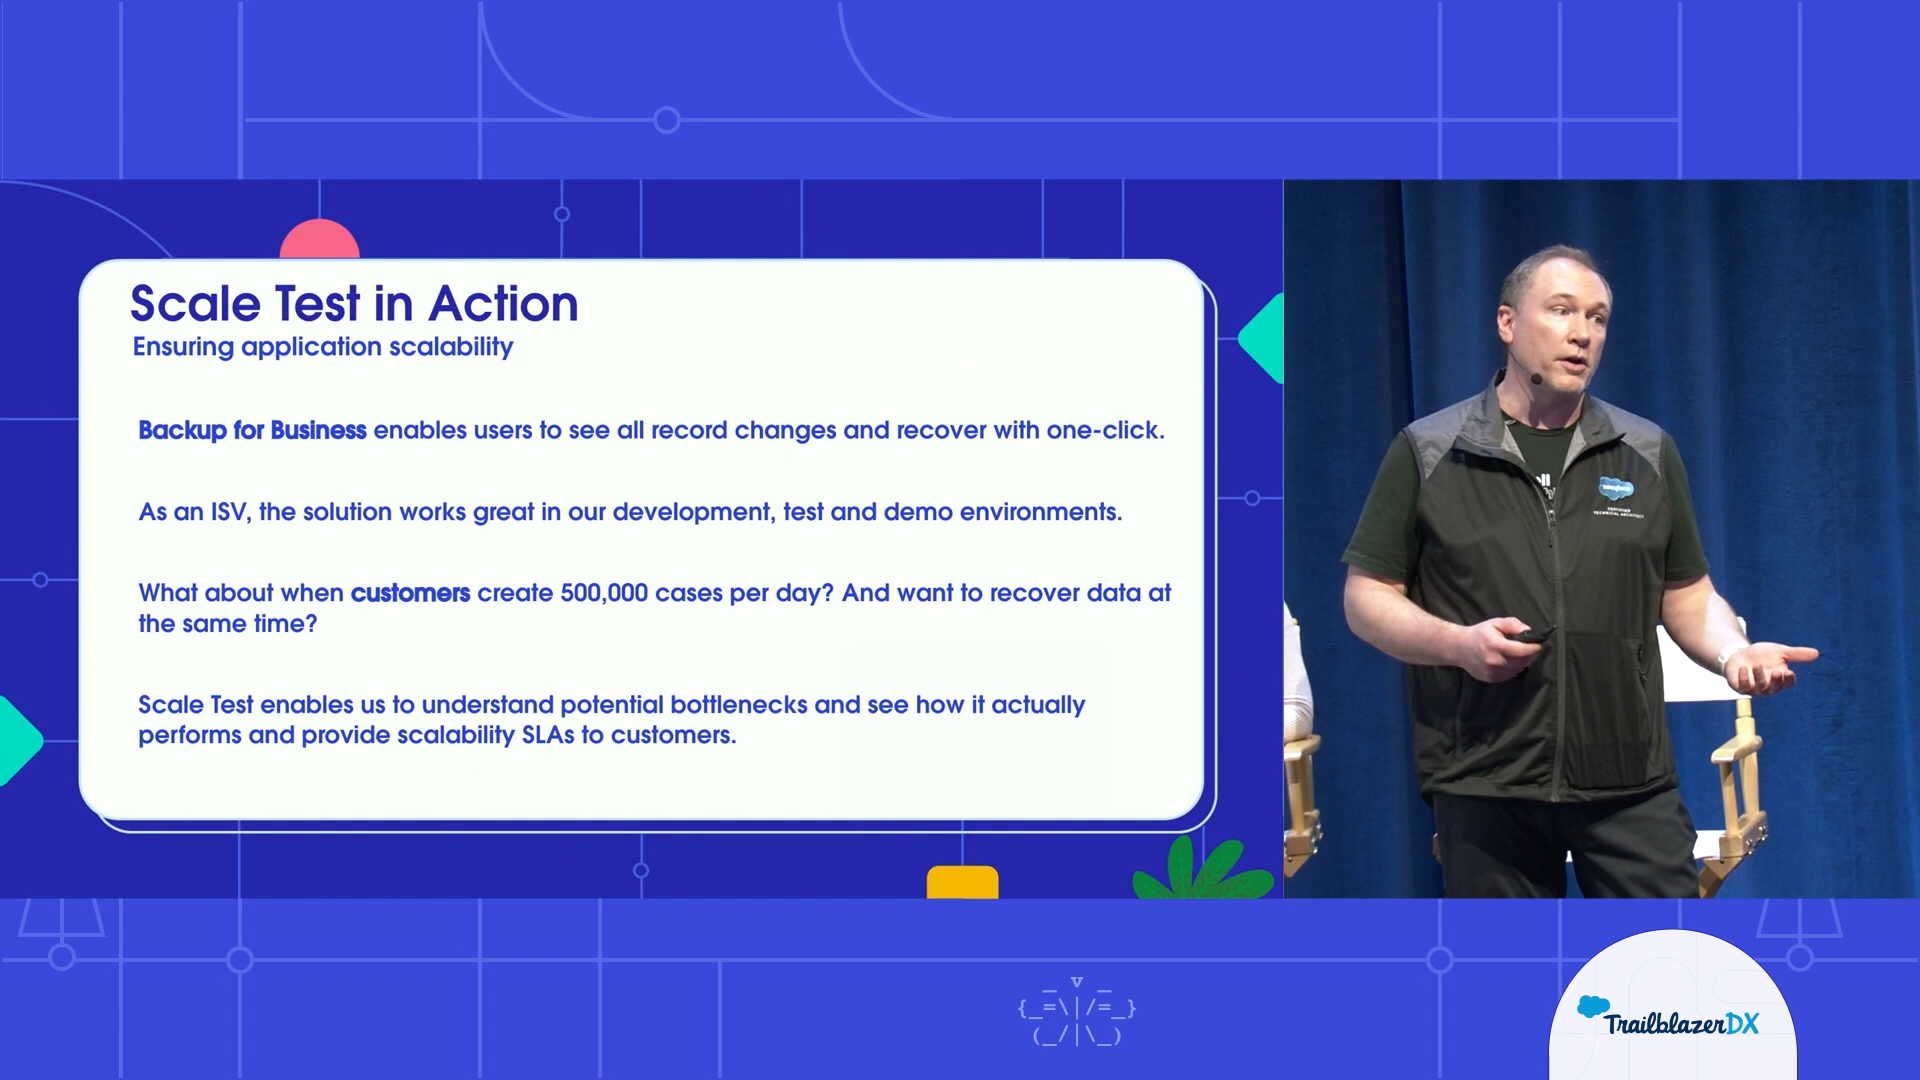 Scale Test in Action
Ensuring application scalability
Backup for Business enables users to see all record changes and recover with one-click.
As an ISV, the solution works great in our development, test and demo environments.
What about when customers create 500,000 cases per day? And want to recover data at
the same time?
Scale Test enables us to understand potential bottlenecks and see how it actually
performs and provide scalability SLAs to customers.
salesforce
CERTIFIED
TECHNICAL ARCHITECT
TrailblazerDX